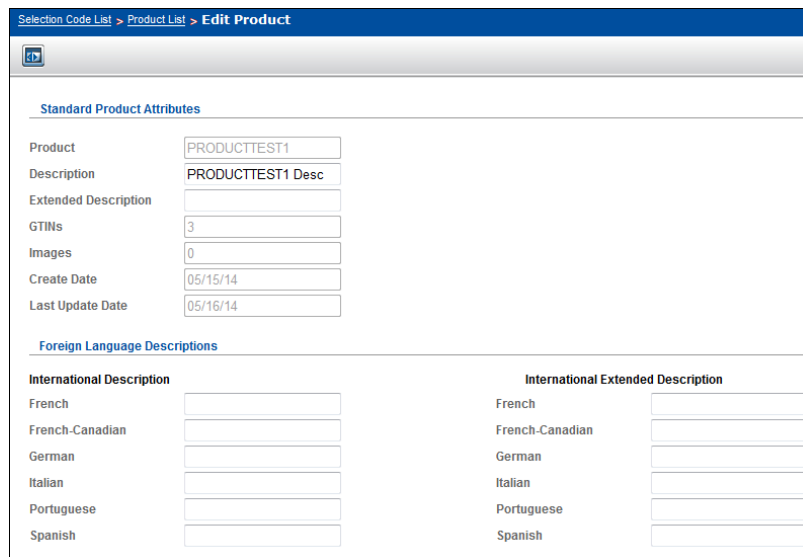 Selection Code List > Product List > Edit Product
Standard Product Attributes
Product PRODUCTTEST1
Description PRODUCTTEST1 Desc
Extended Description
GTINs 3
Images 0
Create Date 05/15/14
Last Update Date 05/16/14
Foreign Language Descriptions
International Description International Extended Description
French French
French-Canadian French-Canadian
German German
Italian Italian
Portuguese Portuguese
Spanish Spanish